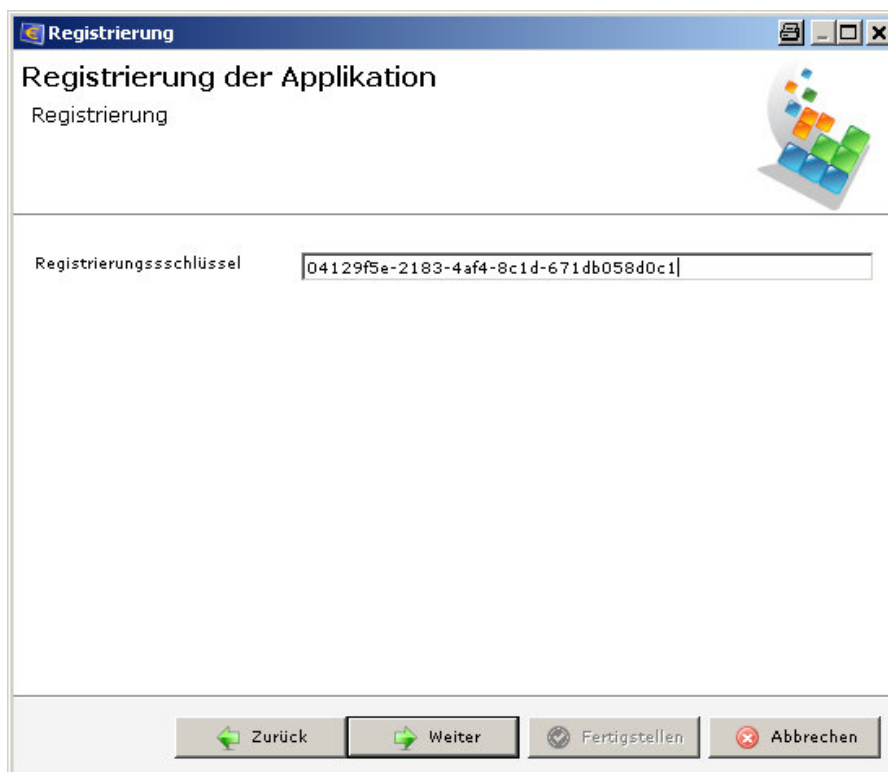 Registrierung
Registrierung der Applikation
Registrierung
Registrierungssschlüssel
04129f5e-2183-4af4-8c1d-671db058d0c1
Zurück
Weiter
Fertigstellen
Abbrechen